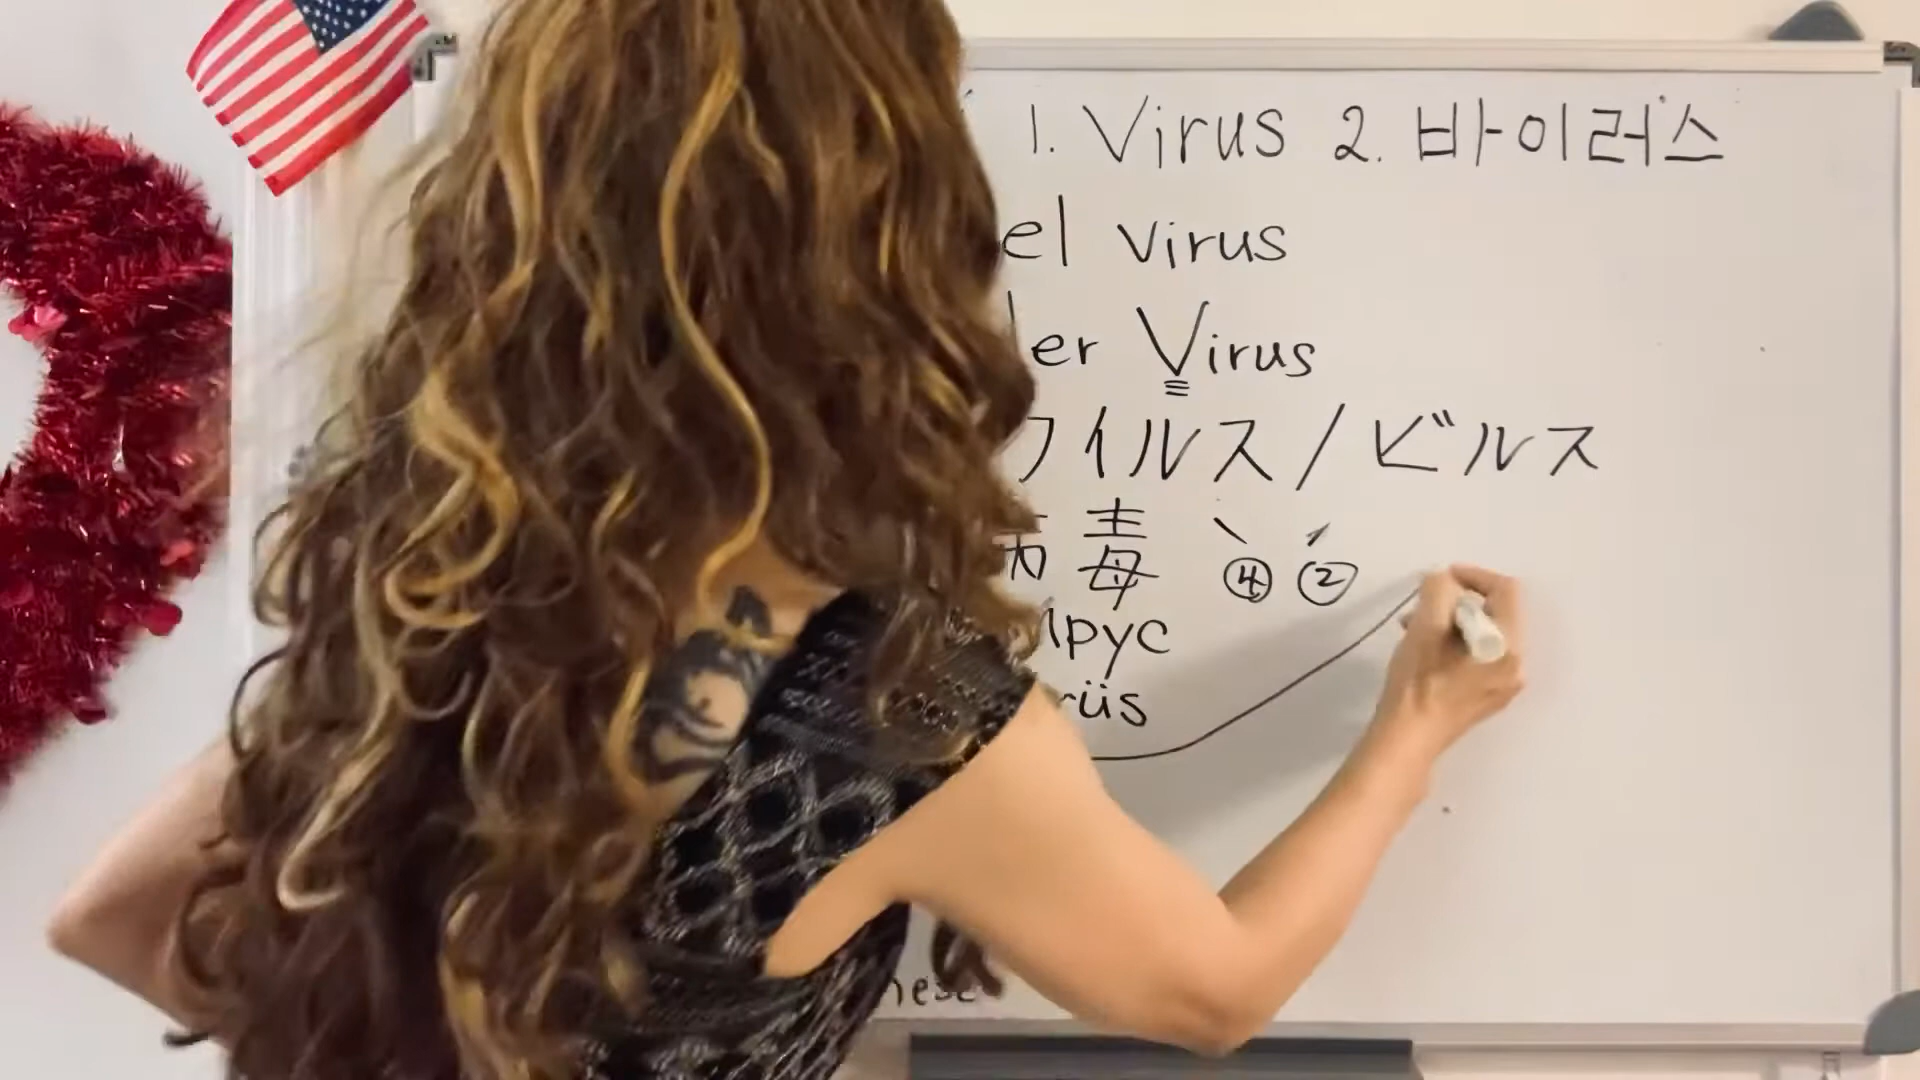 1. Virus 2. 바이러스
el virus
er Virus
イルス/ビルス
毒 ④ ②
рус
rüs